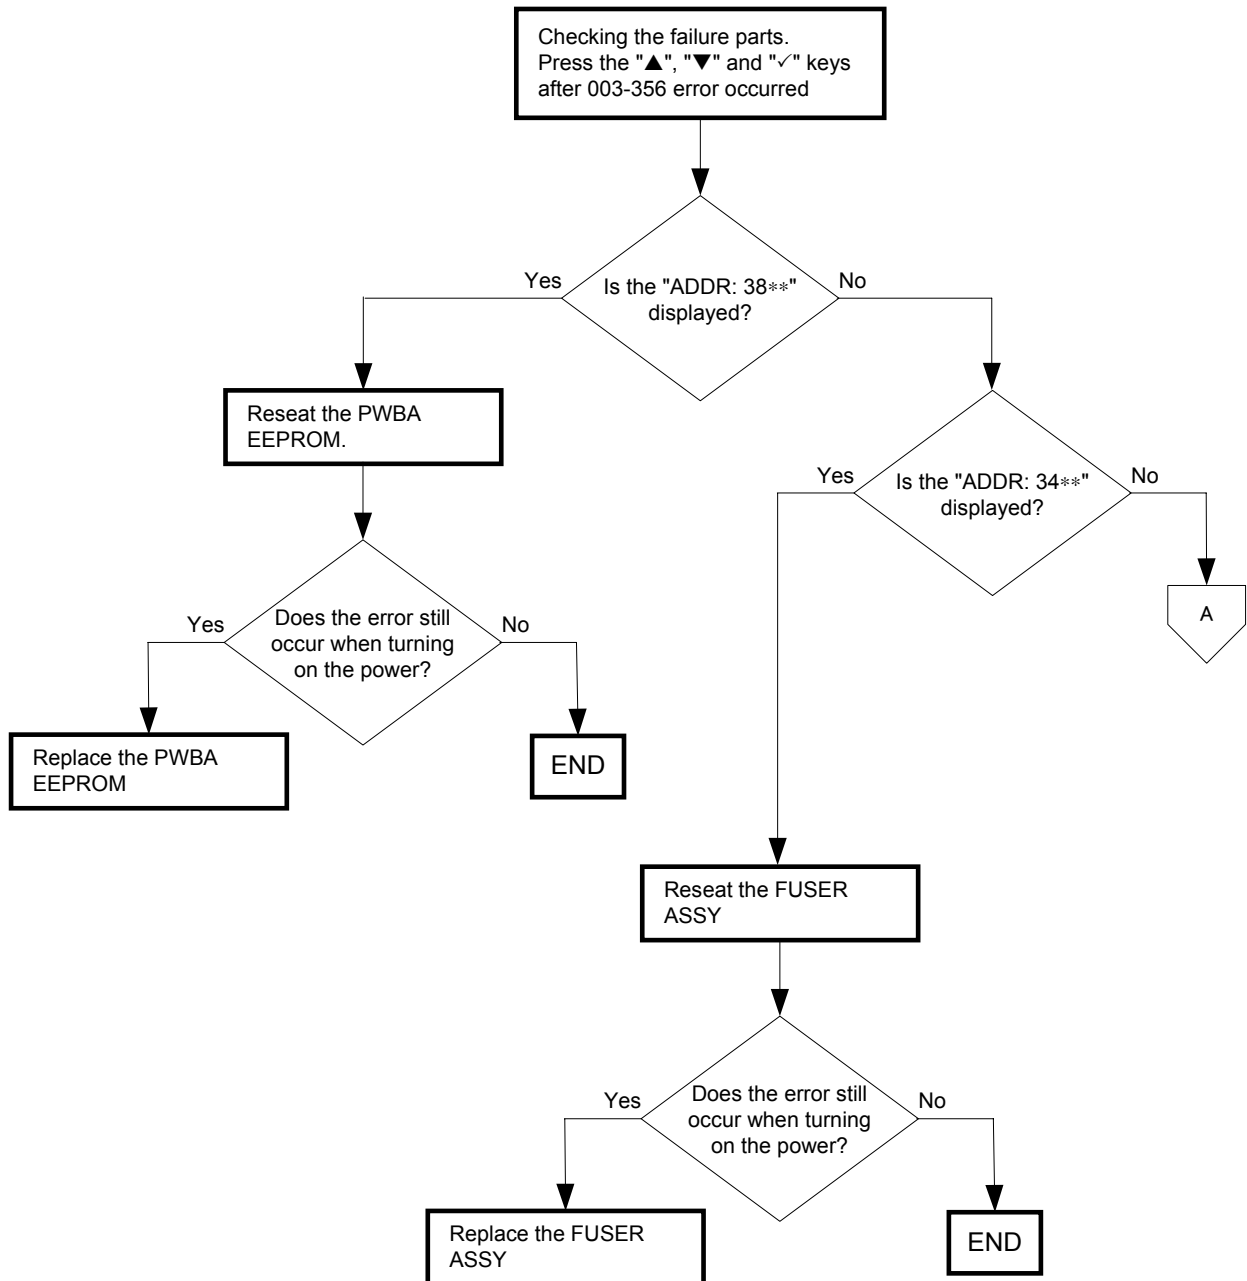 Checking the failure parts.
Press the "▲", "▼" and "✓" keys
after 003-356 error occurred
Yes
Is the "ADDR: 38**"
displayed?
No
Reseat the PWBA
EEPROM.
Yes
Is the "ADDR: 34**"
displayed?
No
A
Yes
Does the error still
occur when turning
on the power?
No
Replace the PWBA
EEPROM
END
Reseat the FUSER
ASSY
Yes
Does the error still
occur when turning
on the power?
No
Replace the FUSER
ASSY
END